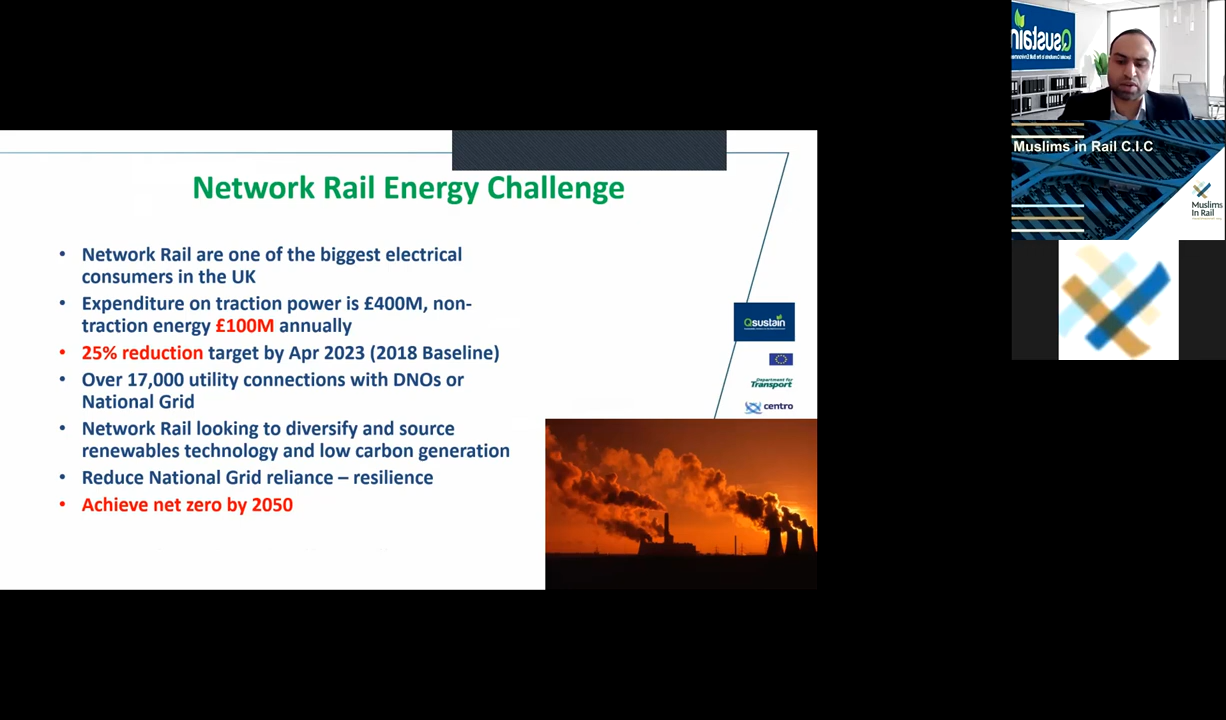 Network Rail Energy Challenge
• Network Rail are one of the biggest electrical
consumers in the UK
• Expenditure on traction power is £400M, non-
traction energy £100M annually
• 25% reduction target by Apr 2023 (2018 Baseline)
• Over 17,000 utility connections with DNOs or
National Grid
• Network Rail looking to diversify and source
renewables technology and low carbon generation
• Reduce National Grid reliance – resilience
• Achieve net zero by 2050
Qsustain
Department for
Transport
centro
Qsustain
Muslims in Rail C.I.C
Muslims
In Rail